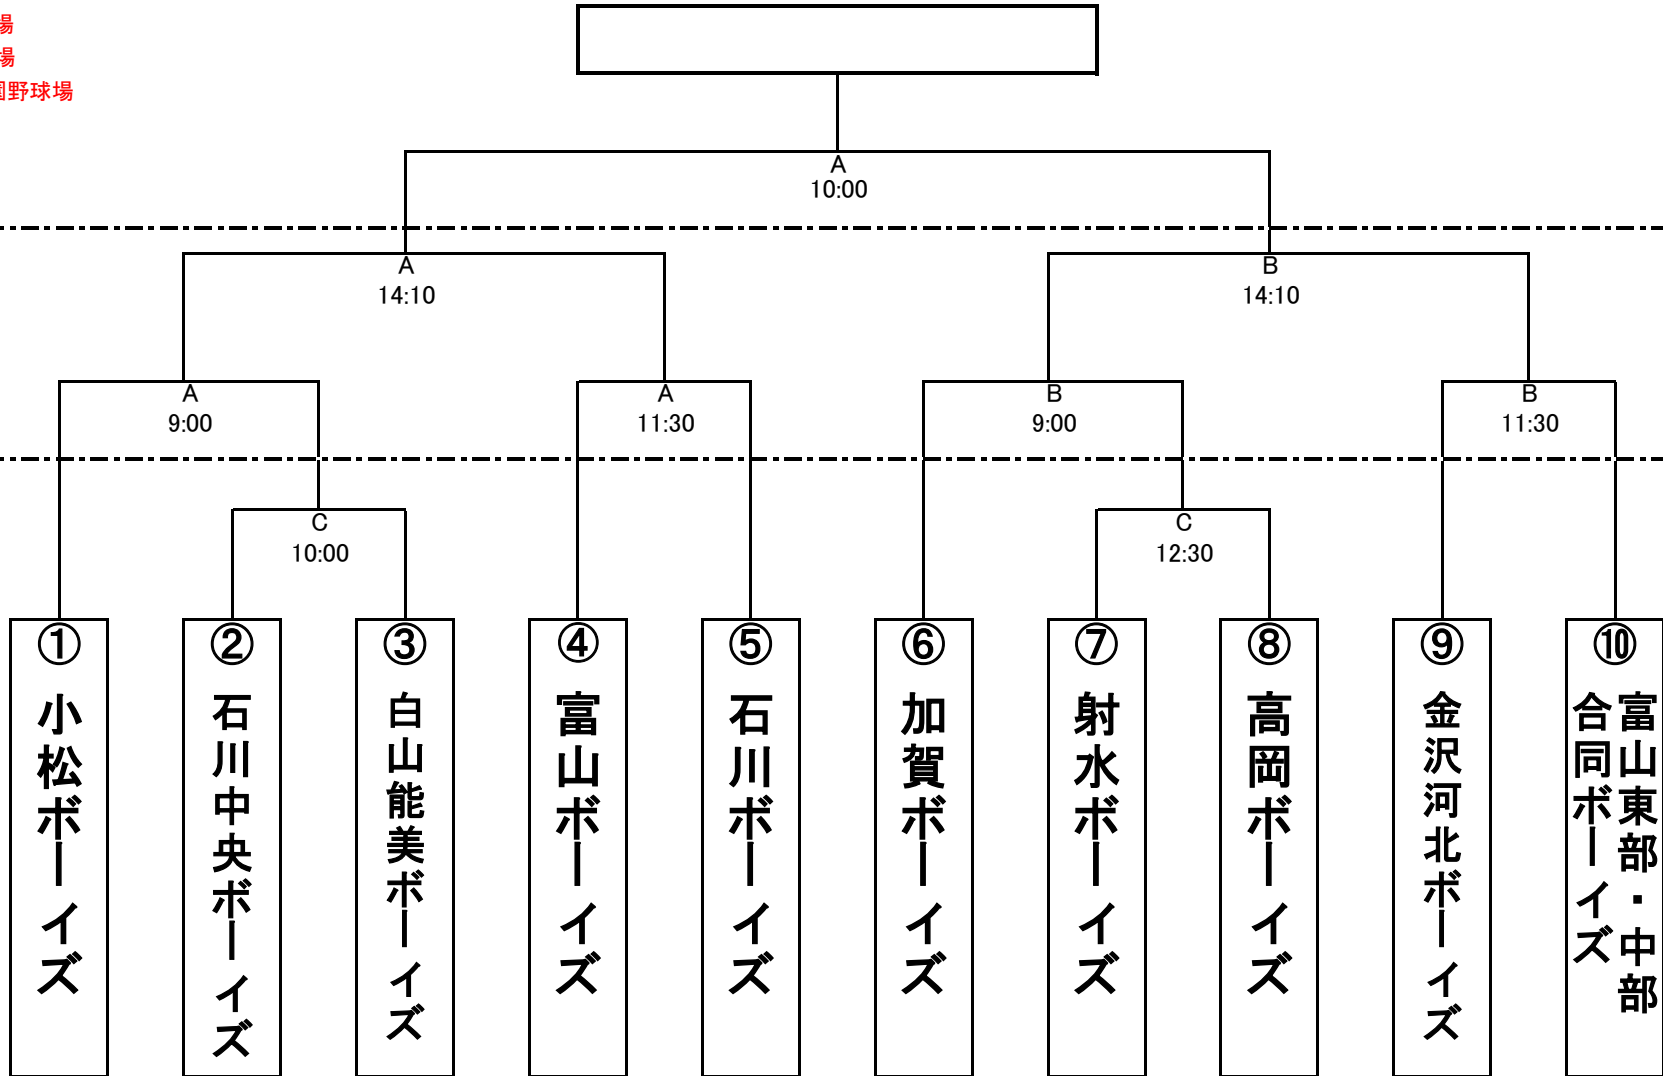 場
場
野球場
A
10:00
A
14:10
B
14:10
A
9:00
A
11:30
B
9:00
B
11:30
C
10:00
C
12:30
①
小松ボーイズ
②
石川中央ボーイズ
③
白山能美ボーイズ
④
富山ボーイズ
⑤
石川ボーイズ
⑥
加賀ボーイズ
⑦
射水ボーイズ
⑧
高岡ボーイズ
⑨
金沢河北ボーイズ
⑩
富山東部・中部
合同ボーイズ